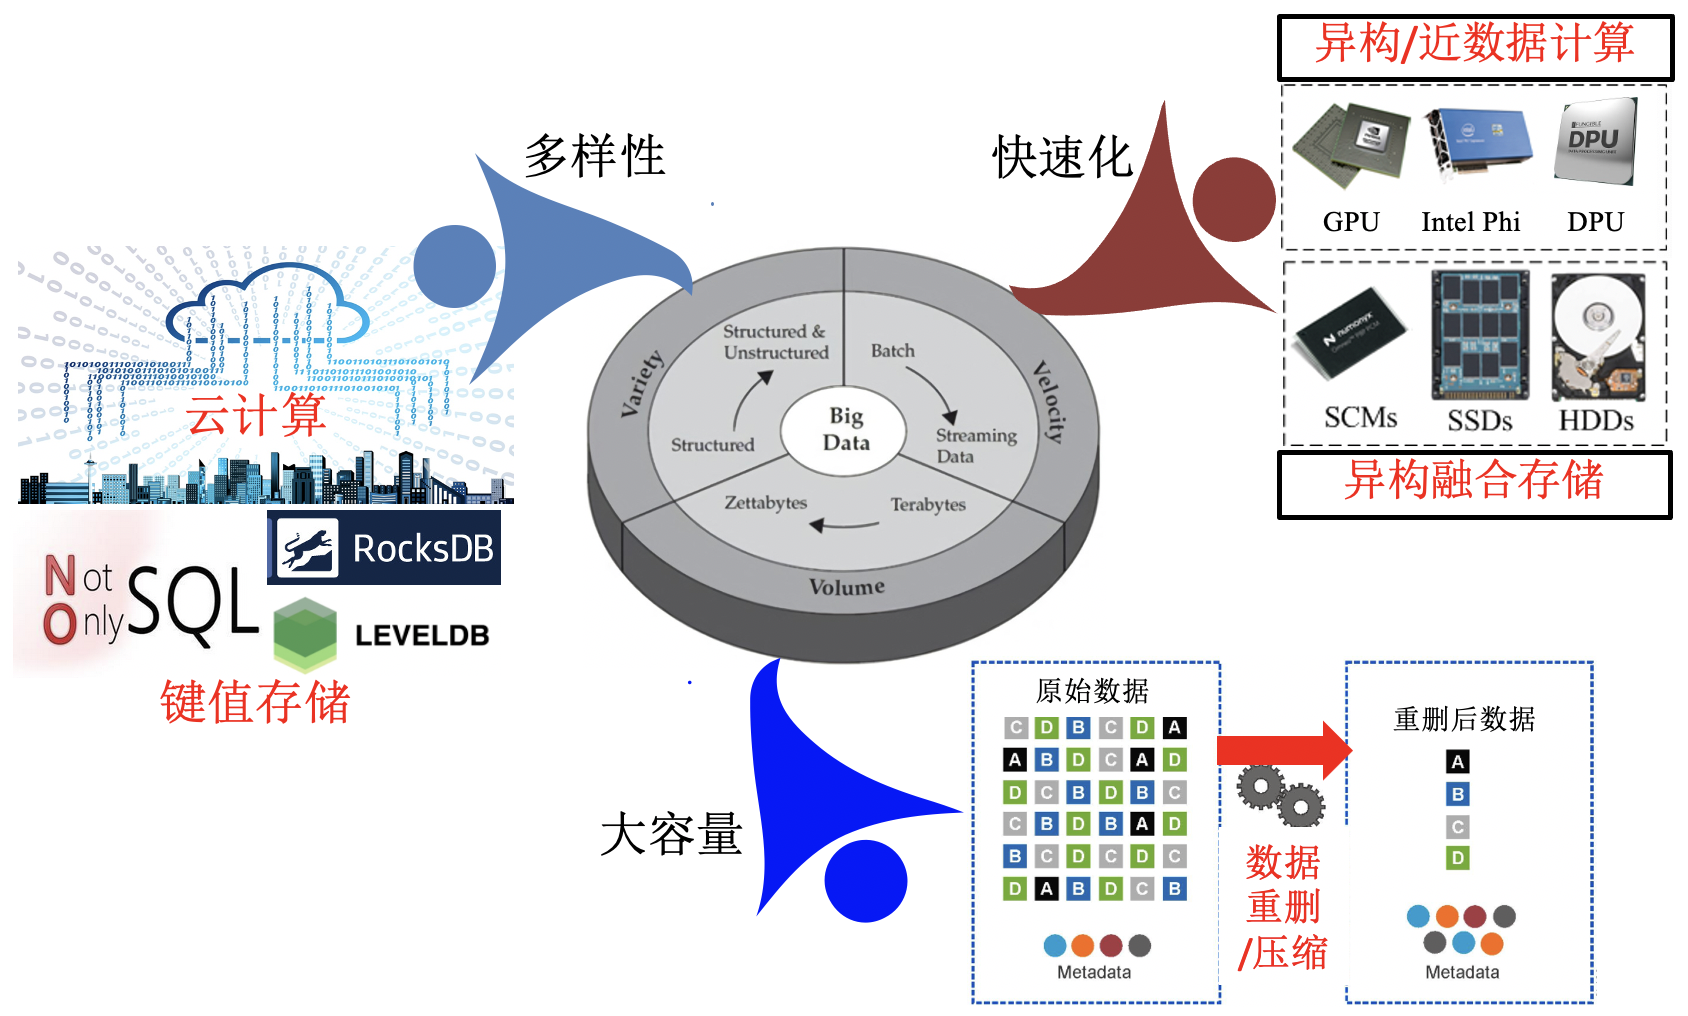 异构/近数据计算
多样性
快速化
FUNGIBLE
DPU
GPU
Intel Phi
DPU
numonyx
SCMs
SSDs
HDDs
异构融合存储
云计算
Not
Only
SQL
RocksDB
LEVELDB
键值存储
Variety
Velocity
Volume
Structured &
Unstructured
Structured
Batch
Streaming
Data
Big
Data
Zettabytes
Terabytes
大容量
原始数据
C D B C D A
A B D C A D
D C B D B C
C B D B A D
B C D C D C
D A B D C B
Metadata
数据
重删
/压缩
重删后数据
A
B
C
D
Metadata